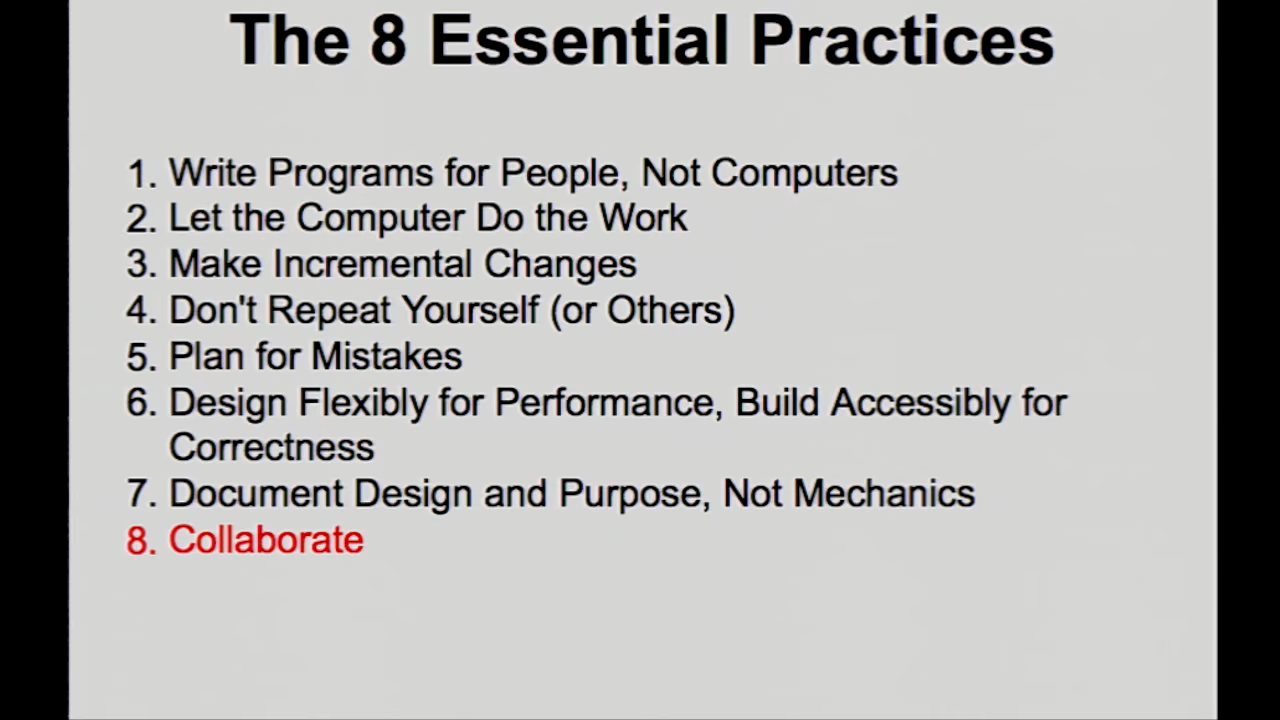 The 8 Essential Practices
1. Write Programs for People, Not Computers
2. Let the Computer Do the Work
3. Make Incremental Changes
4. Don't Repeat Yourself (or Others)
5. Plan for Mistakes
6. Design Flexibly for Performance, Build Accessibly for
Correctness
7. Document Design and Purpose, Not Mechanics
8. Collaborate